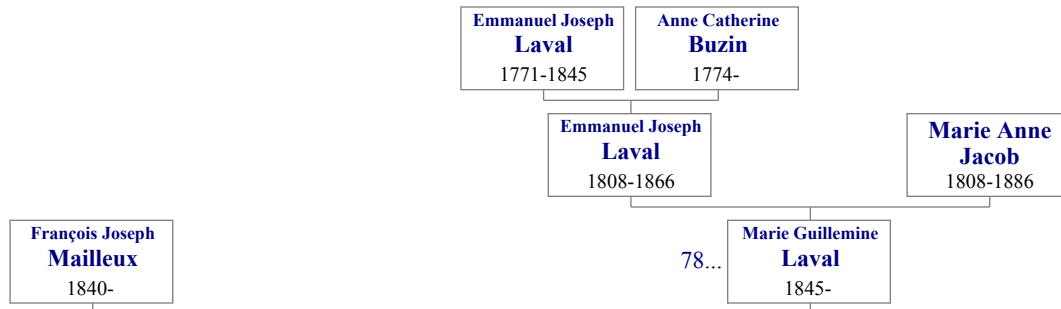 Emmanuel Joseph
Laval
1771-1845
Anne Catherine
Buzin
1774-
Emmanuel Joseph
Laval
1808-1866
Marie Anne
Jacob
1808-1886
François Joseph
Mailleux
1840-
78...
Marie Guillemine
Laval
1845-